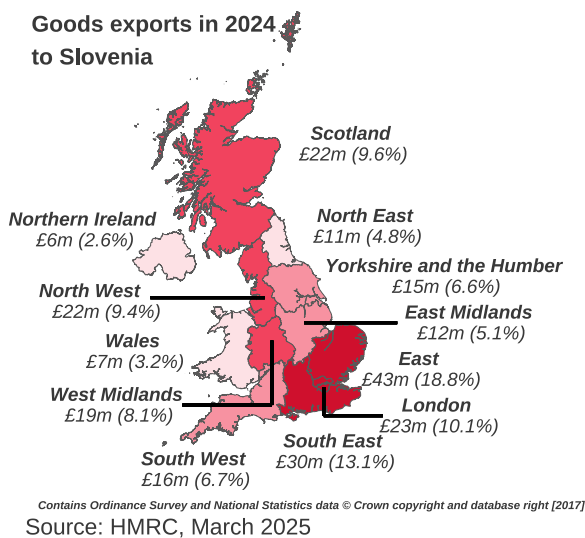 Goods exports in 2024
to Slovenia
Scotland
£22m (9.6%)
Northern Ireland
£6m (2.6%)
North East
£11m (4.8%)
Yorkshire and the Humber
£15m (6.6%)
North West
£22m (9.4%)
East Midlands
£12m (5.1%)
Wales
£7m (3.2%)
East
£43m (18.8%)
West Midlands
£19m (8.1%)
London
£23m (10.1%)
South East
£30m (13.1%)
South West
£16m (6.7%)
Contains Ordinance Survey and National Statistics data © Crown copyright and database right [2017]
Source: HMRC, March 2025